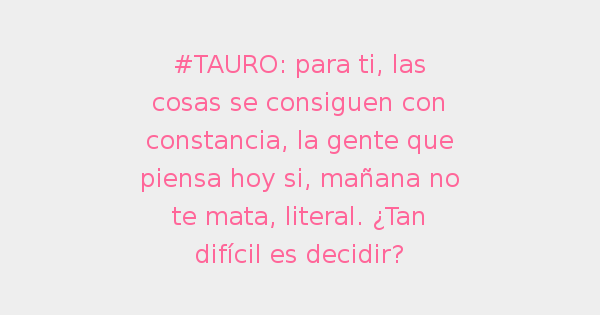 #TAURO: para ti, las
cosas se consiguen con
constancia, la gente que
piensa hoy si, mañana no
te mata, literal. ¿Tan
difícil es decidir?